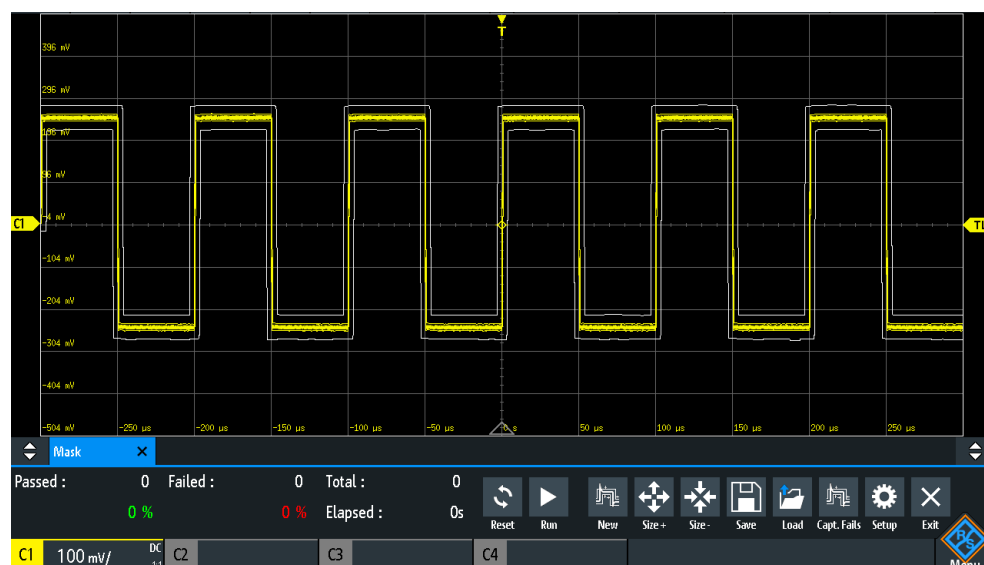 T
396 mV
296 mV
196 mV
96 mV
C1
-4 mV
TL
-104 mV
-204 mV
-304 mV
-404 mV
-504 mV
-250 µs
-200 µs
-150 µs
-100 µs
-50 µs
0 s
50 µs
100 µs
150 µs
200 µs
250 µs
Mask
Passed : 0 Failed : 0 Total : 0
0 % 0 % Elapsed : 0s
Reset Run New Size+ Size- Save Load Capt. Fails Setup Exit
C1 100 mV/ DC C2 C3 C4
R&S
Menu